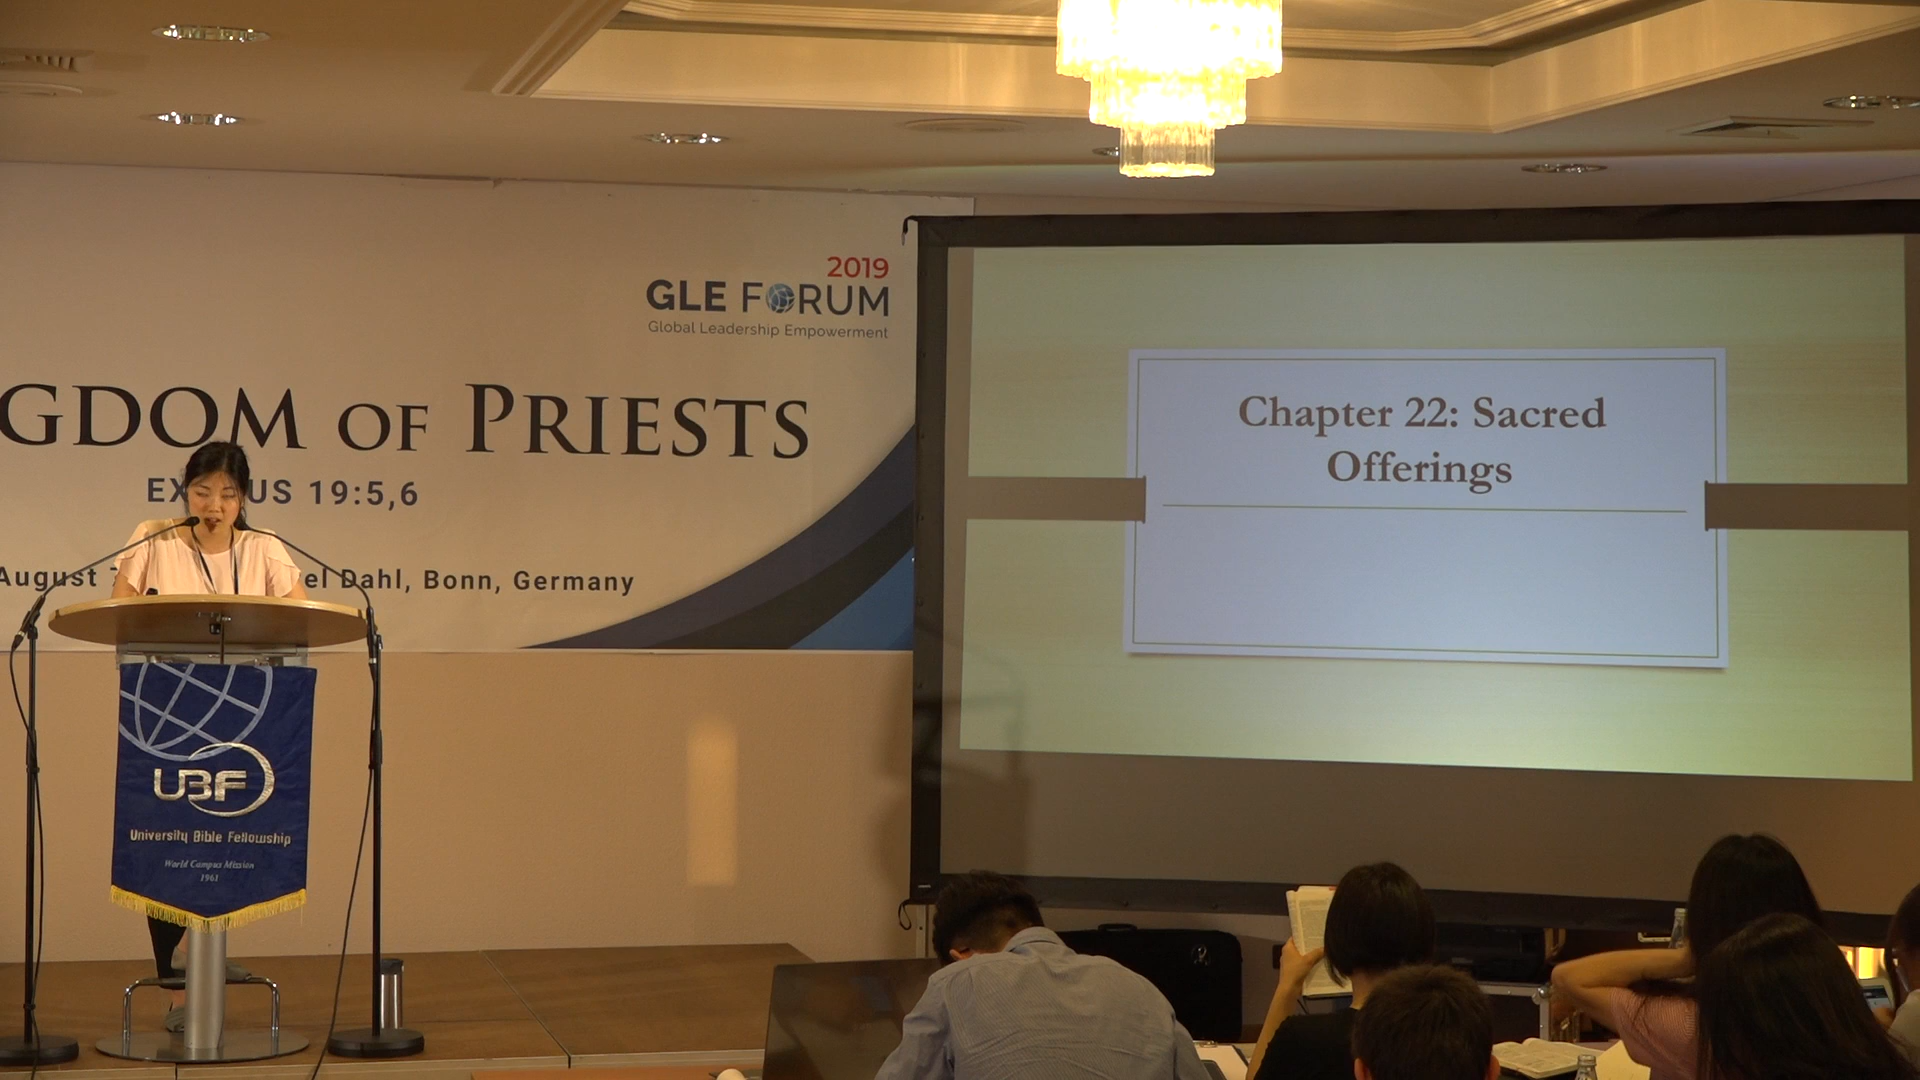 2019
GLE FORUM
Global Leadership Empowerment
GDOM OF PRIESTS
EX US 19:5,6
August el Dahl, Bonn, Germany
UBF
University Bible Fellowship
World Campus Mission
1961
Chapter 22: Sacred
Offerings